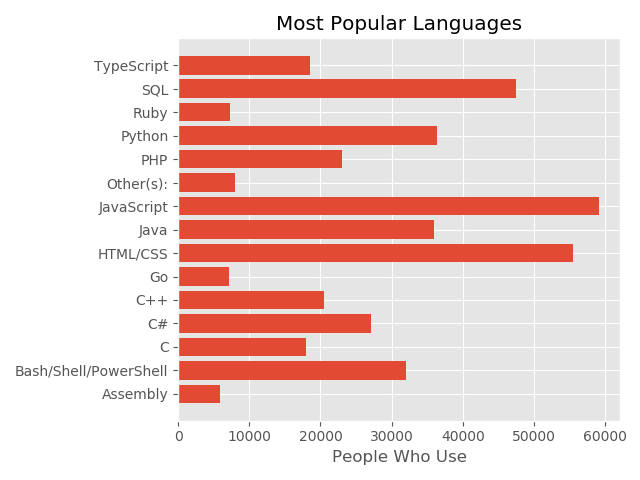 Most Popular Languages
TypeScript
SQL
Ruby
Python
PHP
Other(s):
JavaScript
Java
HTML/CSS
Go
C++
C#
C
Bash/Shell/PowerShell
Assembly
0 10000 20000 30000 40000 50000 60000
People Who Use